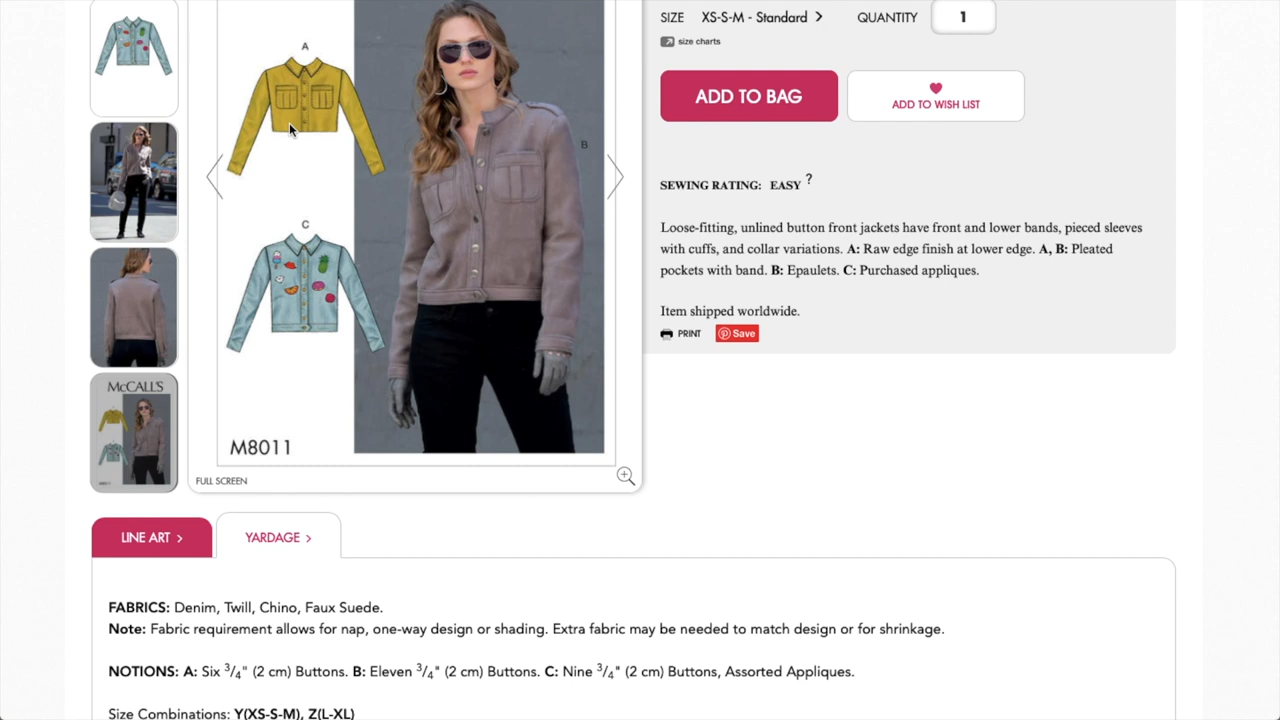 SIZE XS-S-M - Standard QUANTITY 1
size charts
ADD TO BAG
ADD TO WISH LIST
A
B
C
M8011
FULL SCREEN
McCALL'S
SEWING RATING: EASY ?
Loose-fitting, unlined button front jackets have front and lower bands, pieced sleeves
with cuffs, and collar variations. A: Raw edge finish at lower edge. A, B: Pleated
pockets with band. B: Epaulets. C: Purchased appliques.
Item shipped worldwide.
PRINT Save
LINE ART > YARDAGE >
FABRICS: Denim, Twill, Chino, Faux Suede.
Note: Fabric requirement allows for nap, one-way design or shading. Extra fabric may be needed to match design or for shrinkage.
NOTIONS: A: Six 3/4" (2 cm) Buttons. B: Eleven 3/4" (2 cm) Buttons. C: Nine 3/4" (2 cm) Buttons, Assorted Appliques.
Size Combinations: Y(XS-S-M), Z(L-XL)